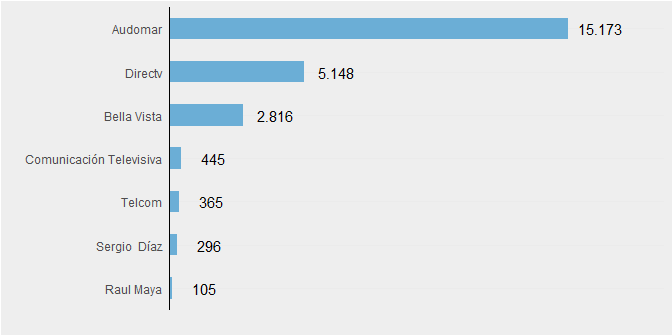 Audomar 15.173
Directv 5.148
Bella Vista 2.816
Comunicación Televisiva 445
Telcom 365
Sergio Díaz 296
Raul Maya 105